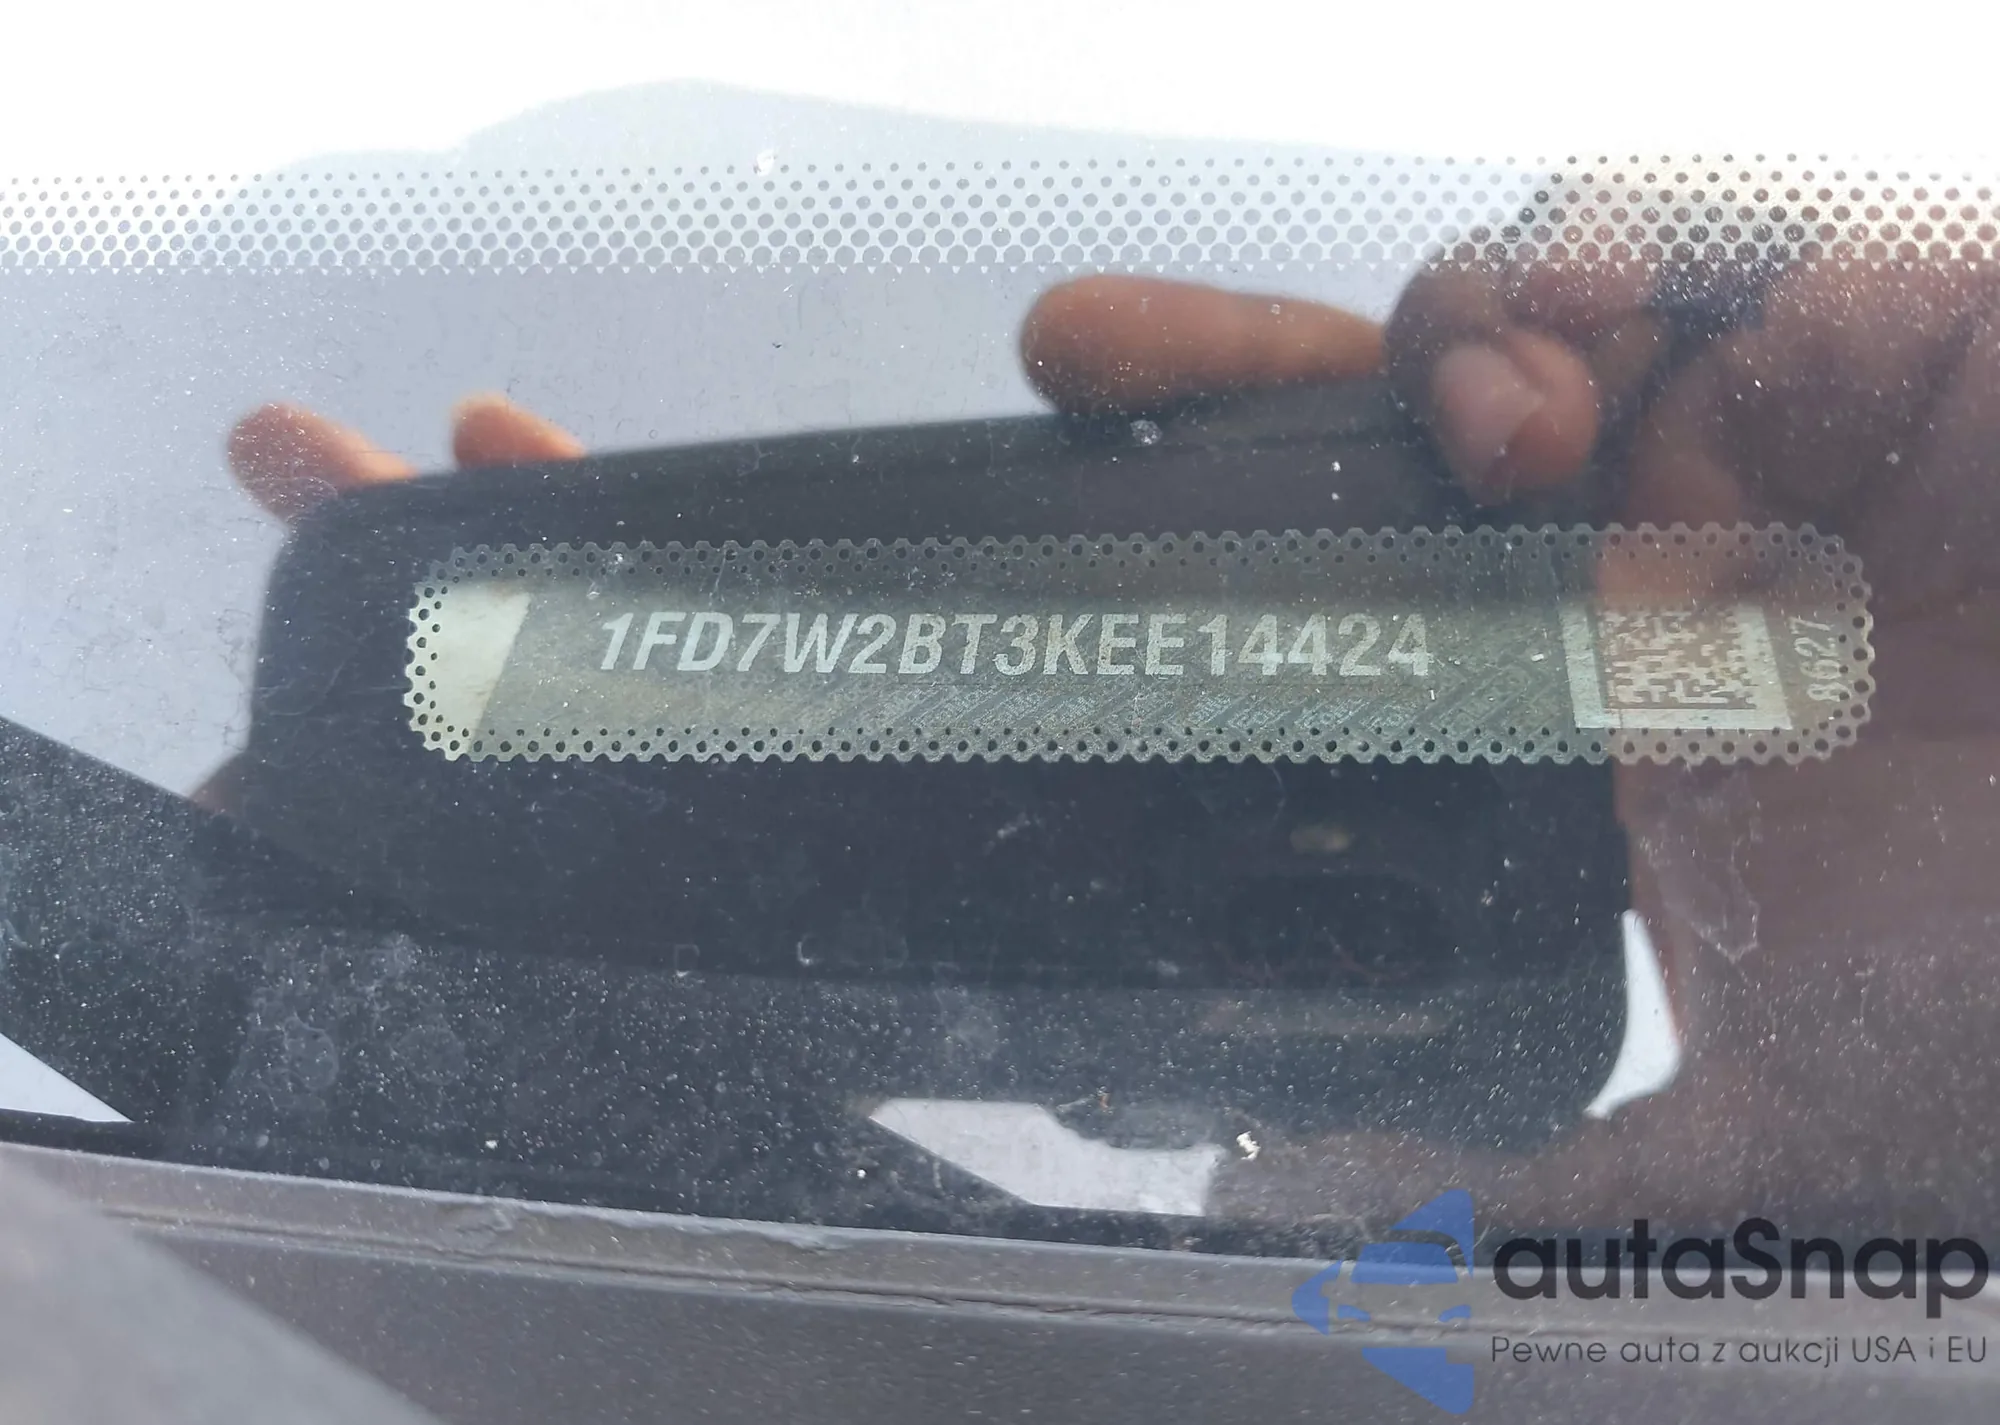 1FD7W2BT3KEE14424
8627
autaSnap
Pewne auta z aukcji USA i EU